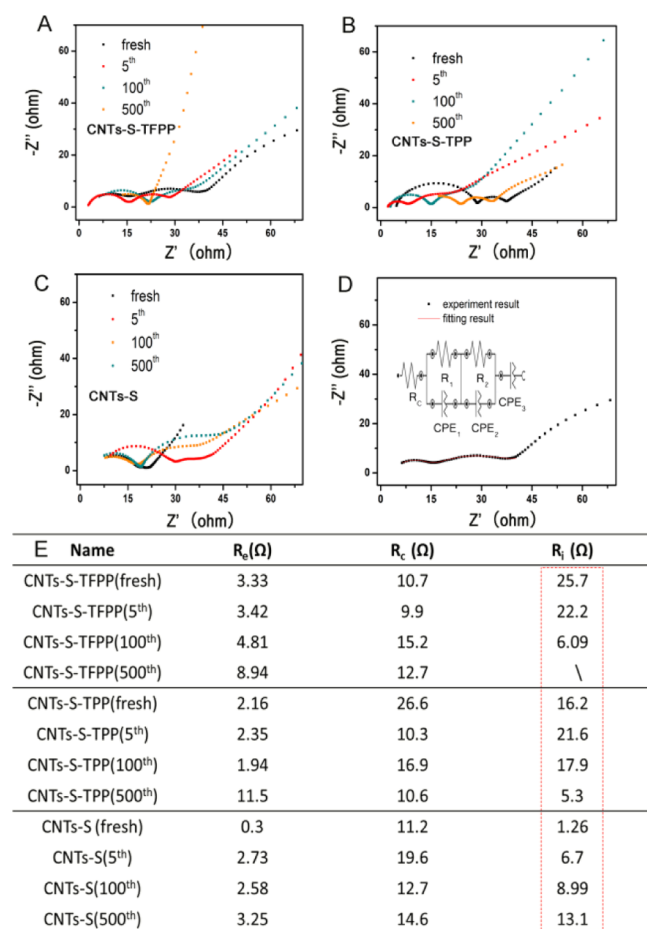 A
fresh
5th
100th
500th
CNTs-S-TFPP
-Z'' (ohm)
60
40
20
0
0 15 30 45 60
Z' (ohm)
B
fresh
5th
100th
500th
CNTs-S-TPP
-Z'' (ohm)
60
40
20
0
0 15 30 45 60
Z' (ohm)
C
fresh
5th
100th
500th
CNTs-S
-Z'' (ohm)
60
40
20
0
0 15 30 45 60
Z' (ohm)
D
experiment result
fitting result
R1 R2
RC
CPE1 CPE2 CPE3
-Z'' (ohm)
60
40
20
0
0 15 30 45 60
Z' (ohm)
E Name Re(Ω) Rc (Ω) Ri (Ω)
CNTs-S-TFPP(fresh) 3.33 10.7 25.7
CNTs-S-TFPP(5th) 3.42 9.9 22.2
CNTs-S-TFPP(100th) 4.81 15.2 6.09
CNTs-S-TFPP(500th) 8.94 12.7 \
CNTs-S-TPP(fresh) 2.16 26.6 16.2
CNTs-S-TPP(5th) 2.35 10.3 21.6
CNTs-S-TPP(100th) 1.94 16.9 17.9
CNTs-S-TPP(500th) 11.5 10.6 5.3
CNTs-S (fresh) 0.3 11.2 1.26
CNTs-S(5th) 2.73 19.6 6.7
CNTs-S(100th) 2.58 12.7 8.99
CNTs-S(500th) 3.25 14.6 13.1